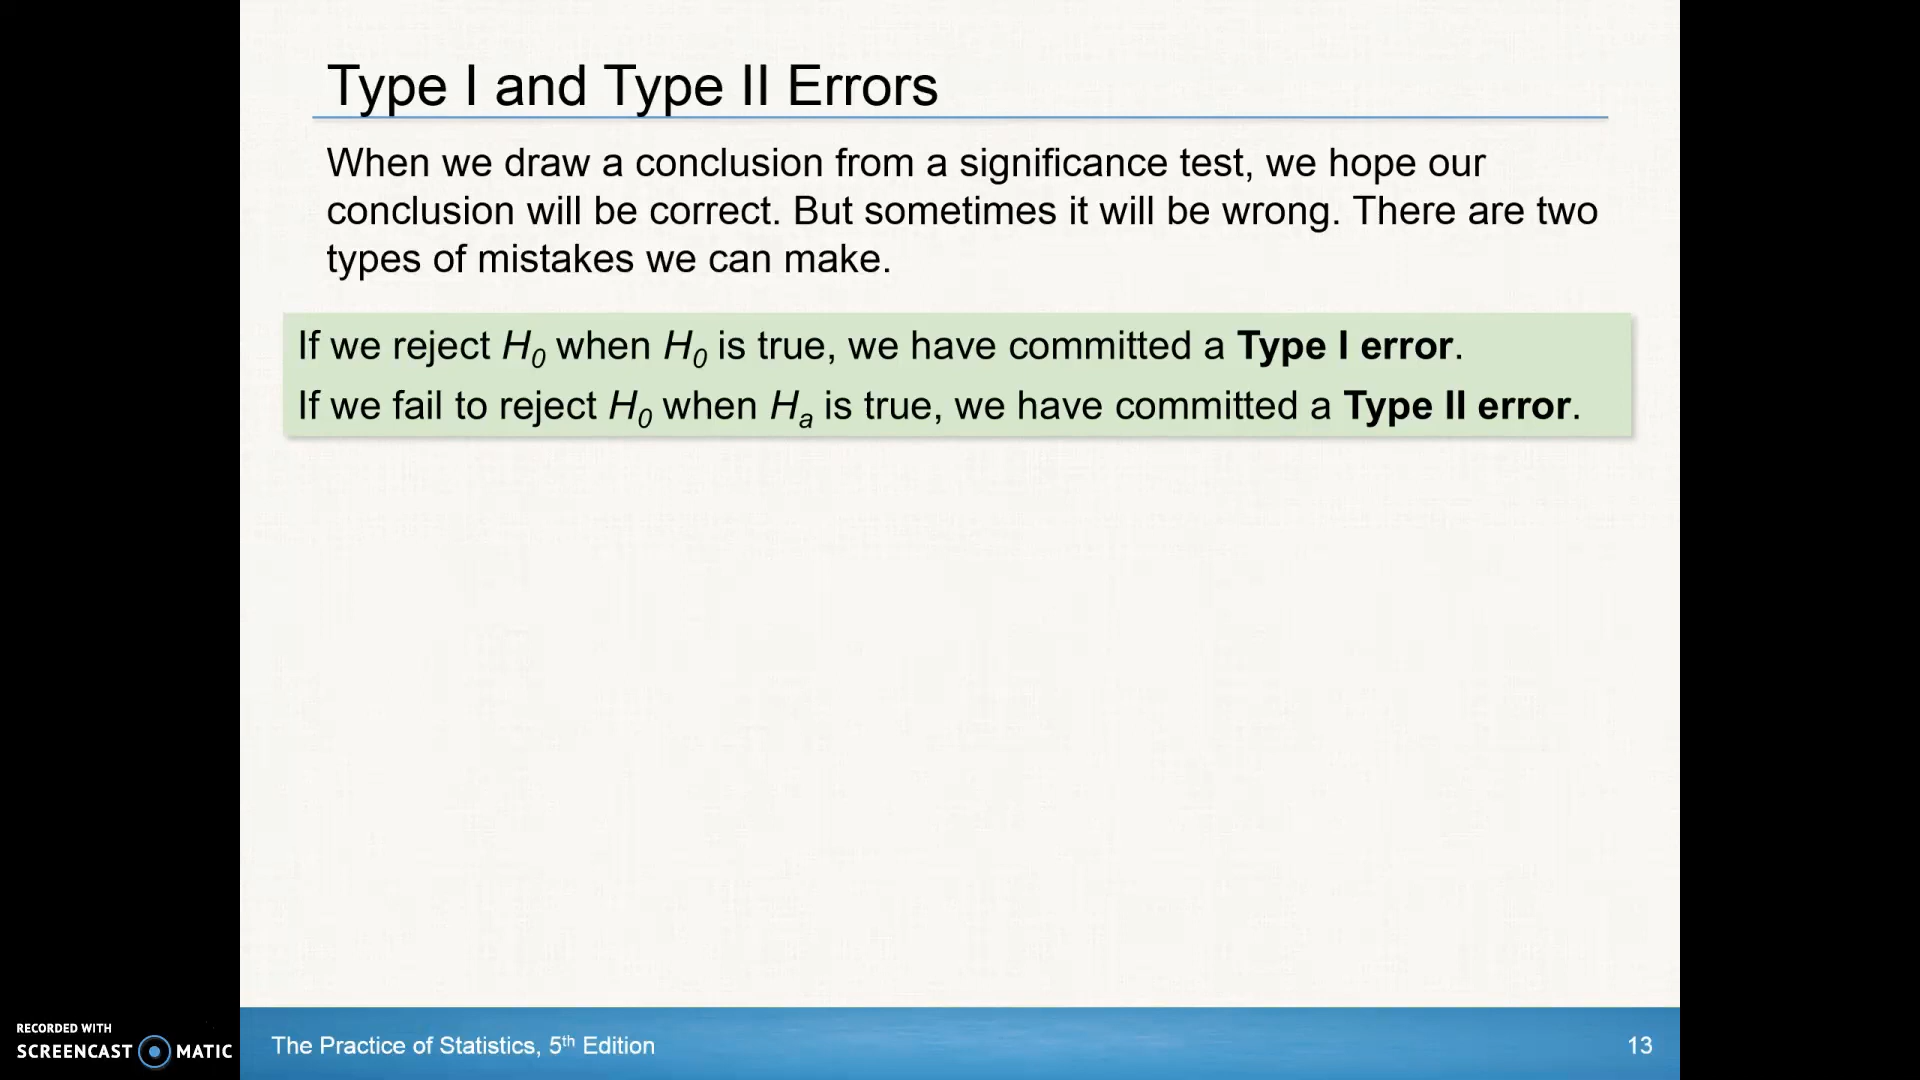 Type I and Type II Errors
When we draw a conclusion from a significance test, we hope our
conclusion will be correct. But sometimes it will be wrong. There are two
types of mistakes we can make.
If we reject H₀ when H₀ is true, we have committed a Type I error.
If we fail to reject H₀ when Hₐ is true, we have committed a Type II error.
RECORDED WITH
SCREENCAST MATIC
The Practice of Statistics, 5th Edition
13